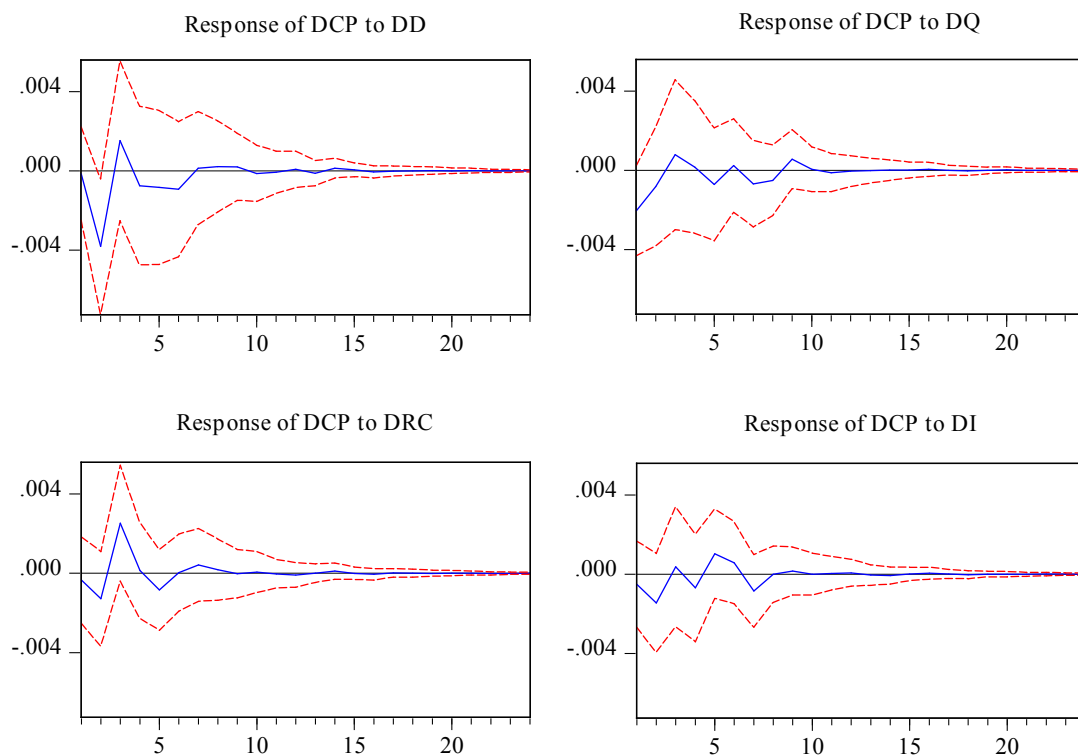 Response of DCP to DD
.004
.000
-.004
5 10 15 20
Response of DCP to DQ
.004
.000
-.004
5 10 15 20
Response of DCP to DRC
.004
.000
-.004
5 10 15 20
Response of DCP to DI
.004
.000
-.004
5 10 15 20